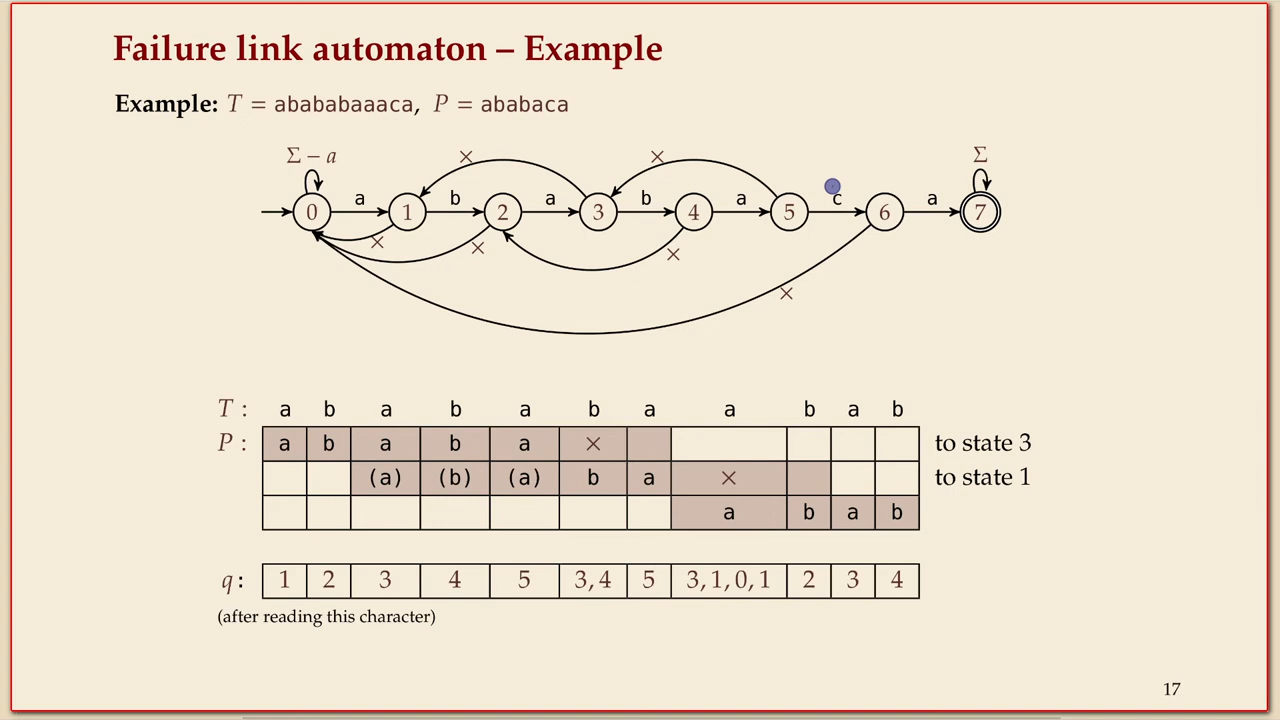 Failure link automaton – Example
Example: T = abababaaaca, P = ababaca
Σ − a × × Σ
a b a b a c a
0 1 2 3 4 5 6 7
× × × ×
T : a b a b a b a a b a b
P : a b a b a × to state 3
(a) (b) (a) b a × to state 1
a b a b
q : 1 2 3 4 5 3, 4 5 3, 1, 0, 1 2 3 4
(after reading this character)
17